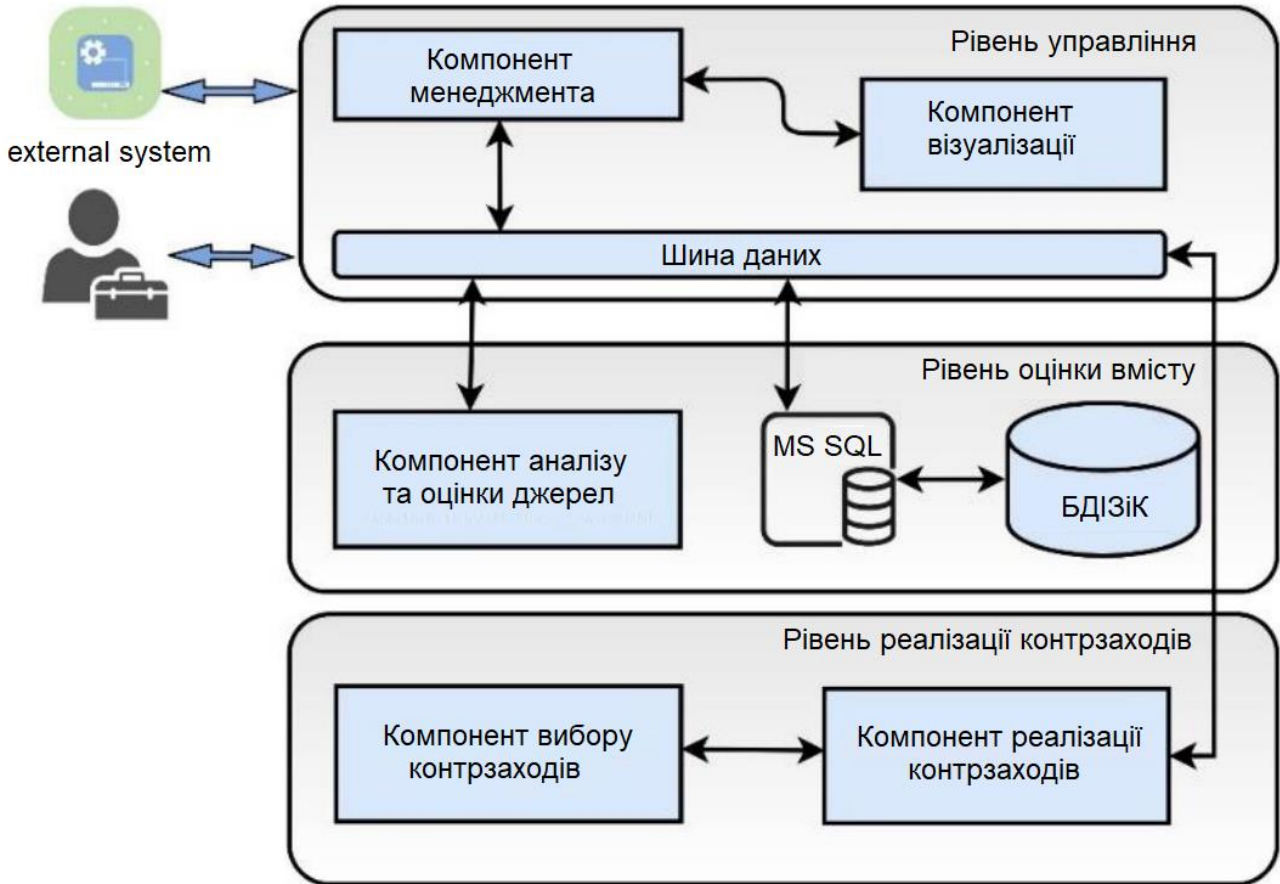 Рівень управління
Компонент
менеджмента
Компонент
візуалізації
external system
Шина даних
Рівень оцінки вмісту
Компонент аналізу
та оцінки джерел
MS SQL
БДІЗіК
Рівень реалізації контрзаходів
Компонент вибору
контрзаходів
Компонент реалізації
контрзаходів